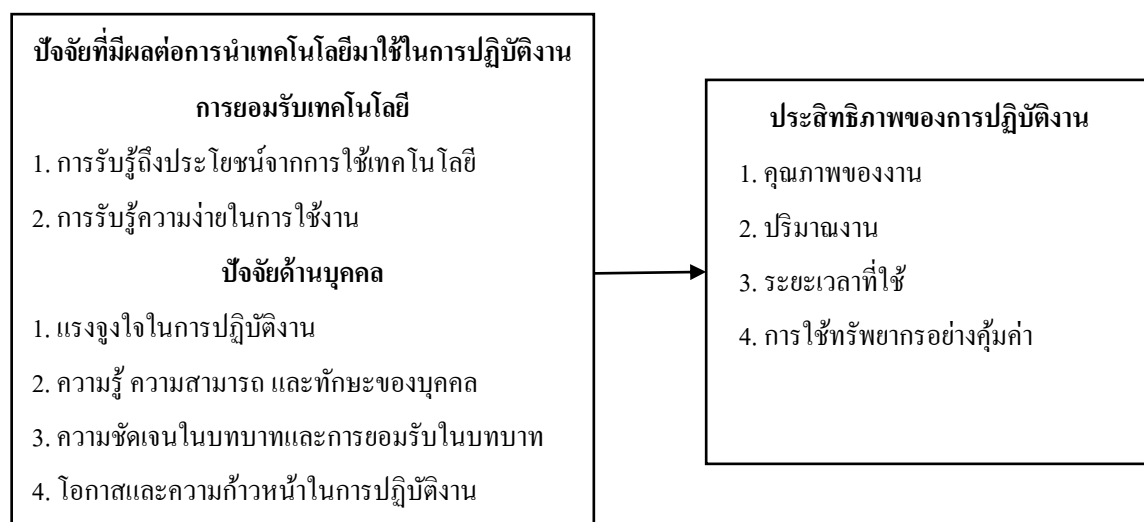 ปัจจัยที่มีผลต่อการนำเทคโนโลยีมาใช้ในการปฏิบัติงาน
การยอมรับเทคโนโลยี
1. การรับรู้ถึงประโยชน์จากการใช้เทคโนโลยี
2. การรับรู้ความง่ายในการใช้งาน
ปัจจัยด้านบุคคล
1. แรงจูงใจในการปฏิบัติงาน
2. ความรู้ ความสามารถ และทักษะของบุคคล
3. ความชัดเจนในบทบาทและการยอมรับในบทบาท
4. โอกาสและความก้าวหน้าในการปฏิบัติงาน
ประสิทธิภาพของการปฏิบัติงาน
1. คุณภาพของงาน
2. ปริมาณงาน
3. ระยะเวลาที่ใช้
4. การใช้ทรัพยากรอย่างคุ้มค่า